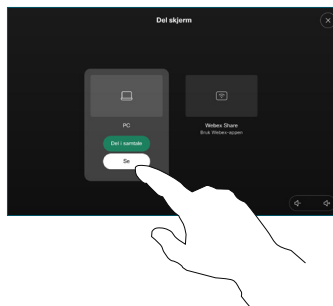 Del skjerm
PC
Del i samtale
Se
Webex Share
Bruk Webex-appen